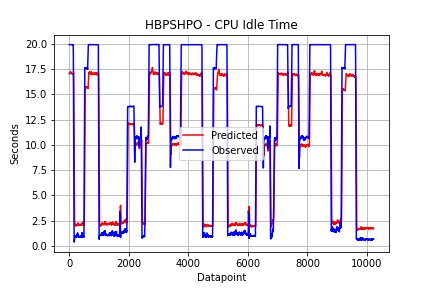 HBPSHPO - CPU Idle Time
20.0
17.5
15.0
12.5
10.0
7.5
5.0
2.5
0.0
Seconds
Predicted
Observed
0 2000 4000 6000 8000 10000
Datapoint